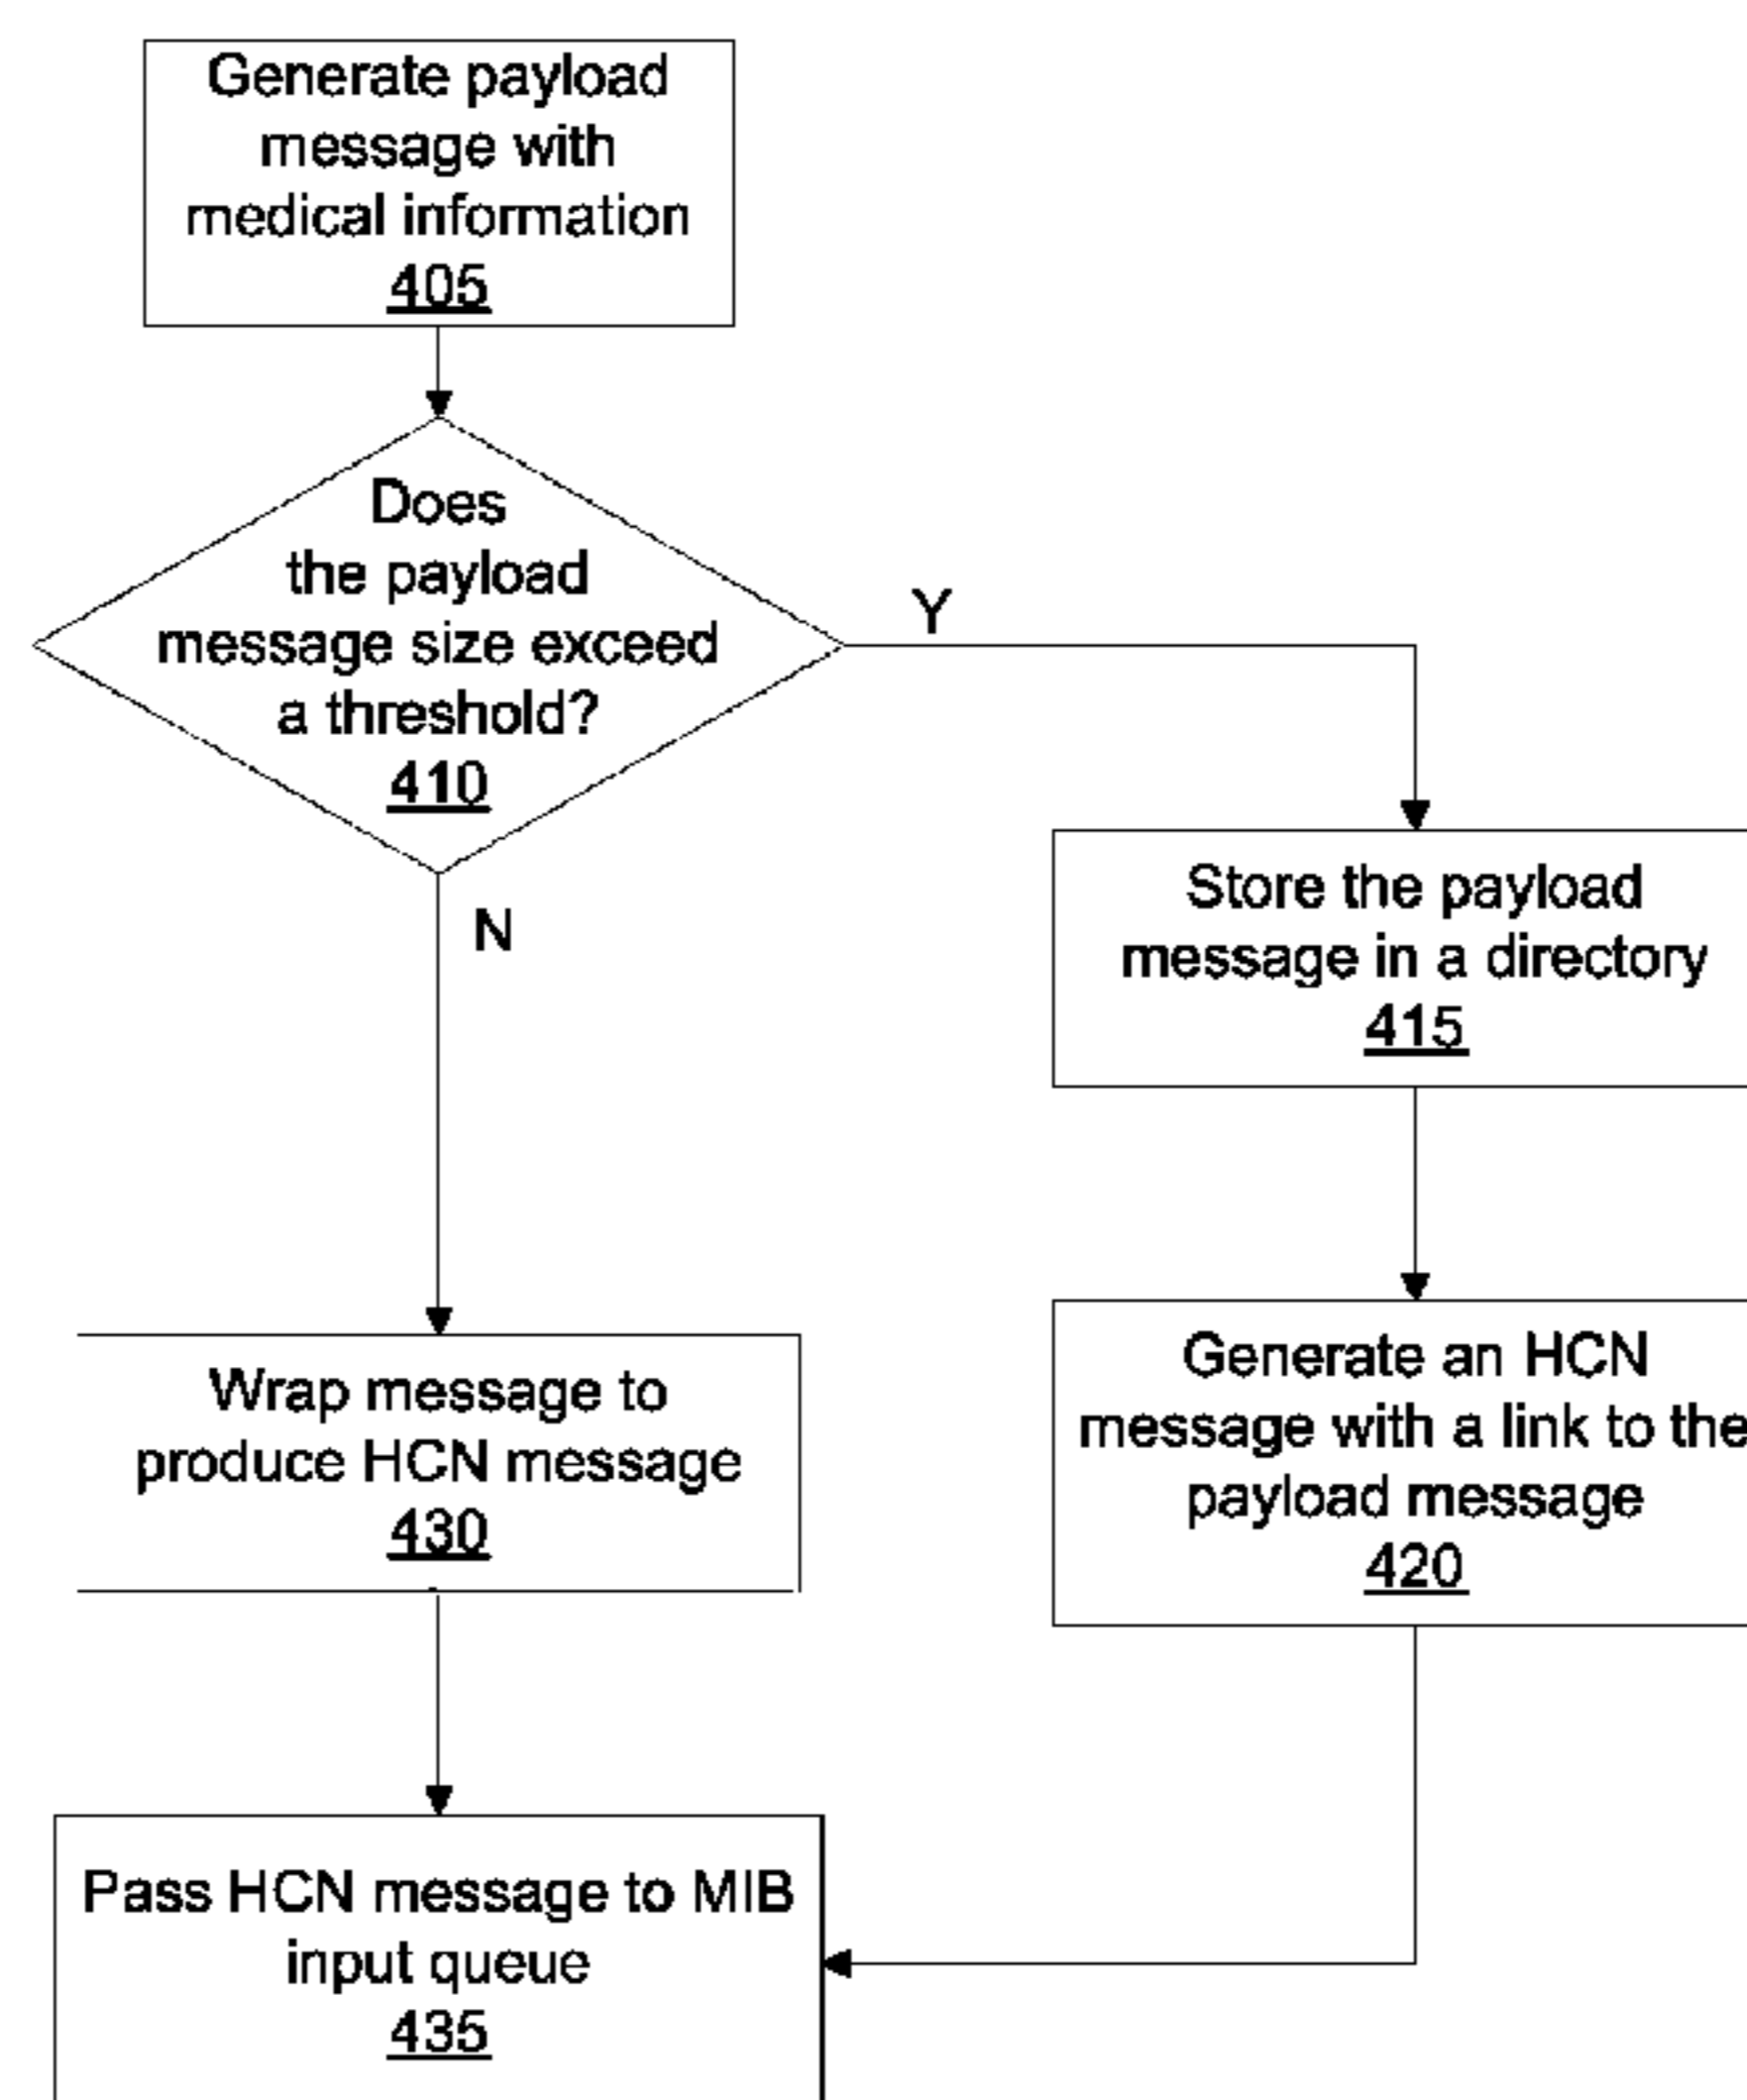 Generate payload
message with
medical information
405
Does
the payload
message size exceed
a threshold?
410
Y
N
Store the payload
message in a directory
415
Generate an HCN
message with a link to the
payload message
420
Wrap message to
produce HCN message
430
Pass HCN message to MIB
input queue
435